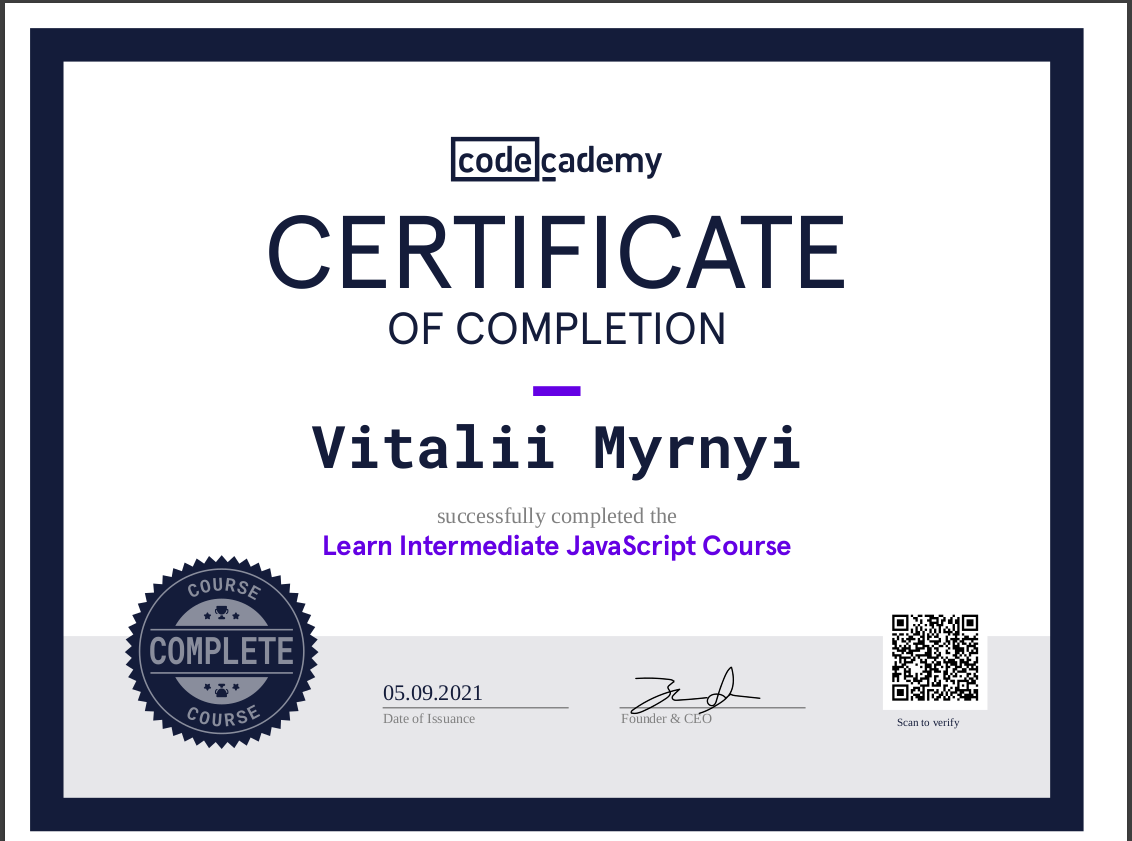 codecademy
CERTIFICATE
OF COMPLETION
Vitalii Myrnyi
successfully completed the
Learn Intermediate JavaScript Course
COURSE
COMPLETE
COURSE
05.09.2021
Date of Issuance
Founder & CEO
Scan to verify